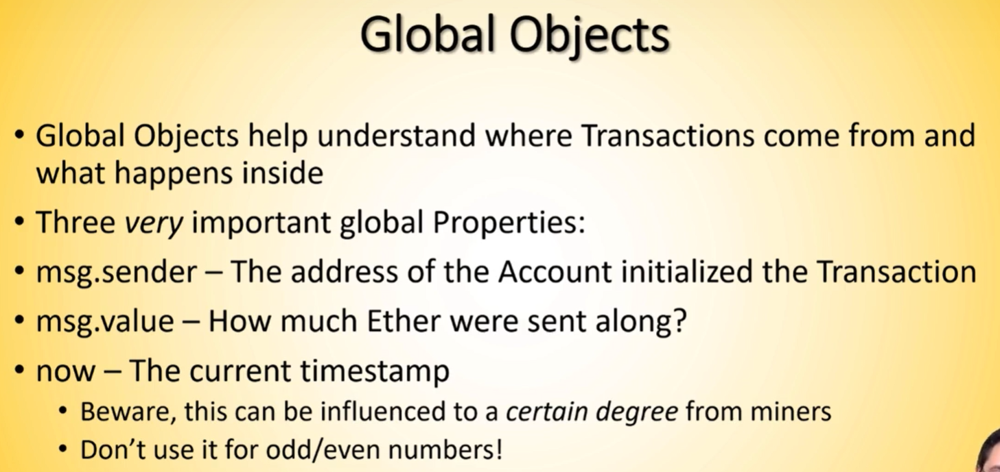 Global Objects
• Global Objects help understand where Transactions come from and
what happens inside
• Three very important global Properties:
• msg.sender – The address of the Account initialized the Transaction
• msg.value – How much Ether were sent along?
• now – The current timestamp
• Beware, this can be influenced to a certain degree from miners
• Don’t use it for odd/even numbers!